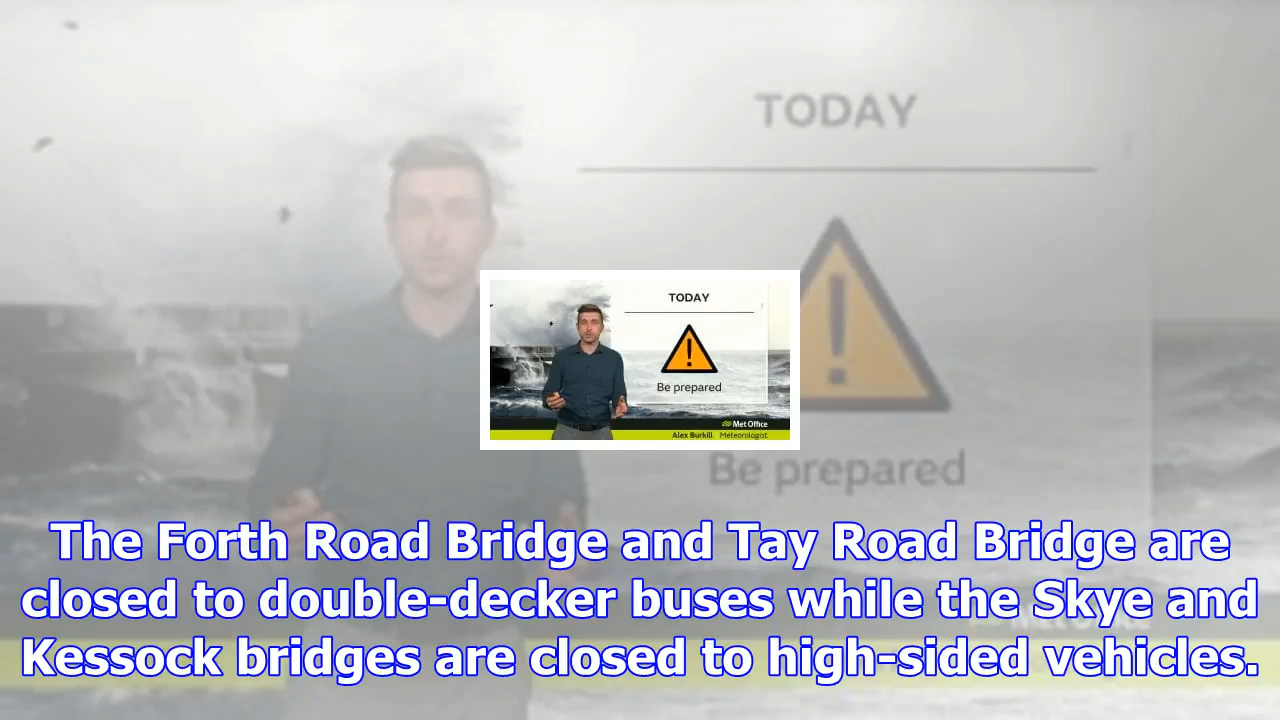 TODAY
TODAY
Be prepared
Met Office
Alex Burkill Meteorologist
Be prepared
The Forth Road Bridge and Tay Road Bridge are
closed to double-decker buses while the Skye and
Kessock bridges are closed to high-sided vehicles.